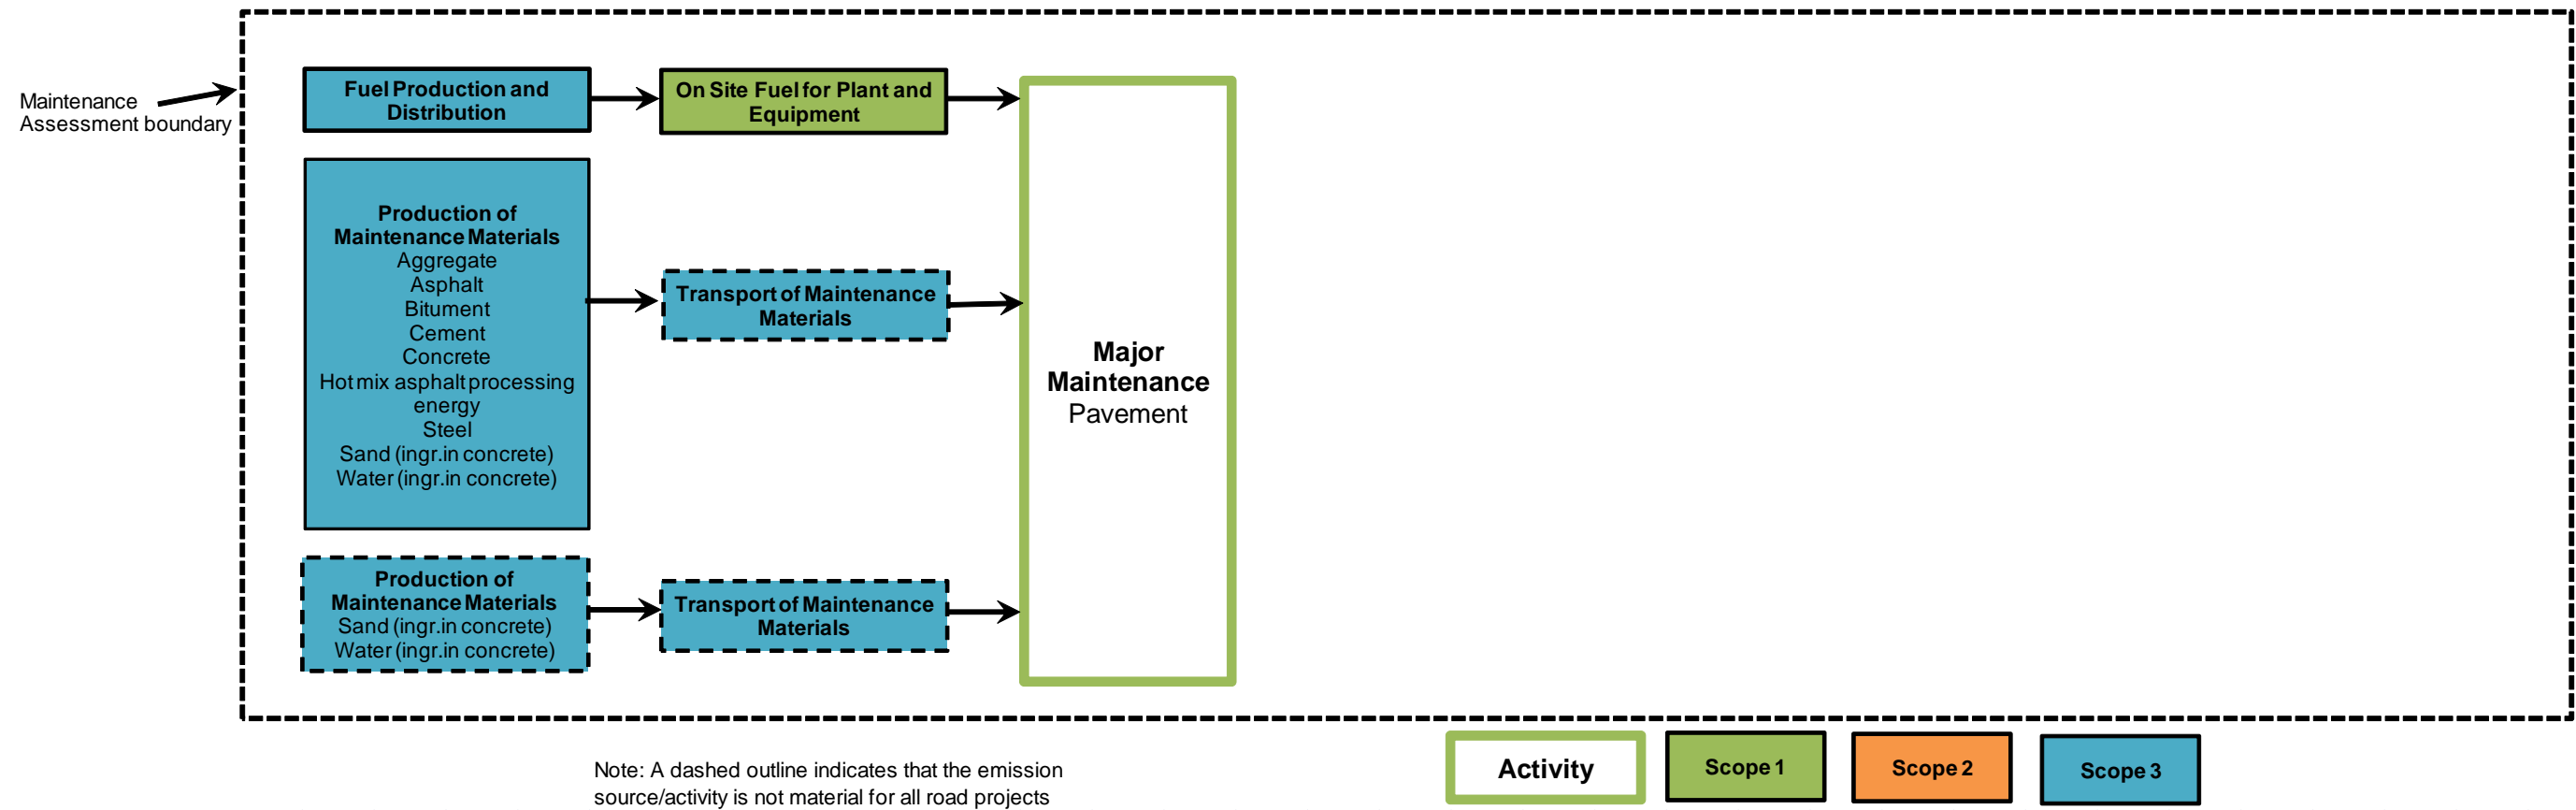 Maintenance
Assessment boundary
Fuel Production and
Distribution
On Site Fuel for Plant and
Equipment
Production of
Maintenance Materials
Aggregate
Asphalt
Bitument
Cement
Concrete
Hot mix asphalt processing
energy
Steel
Sand (ingr.in concrete)
Water (ingr.in concrete)
Transport of Maintenance
Materials
Major
Maintenance
Pavement
Production of
Maintenance Materials
Sand (ingr.in concrete)
Water (ingr.in concrete)
Transport of Maintenance
Materials
Note: A dashed outline indicates that the emission
source/activity is not material for all road projects
Activity
Scope 1
Scope 2
Scope 3